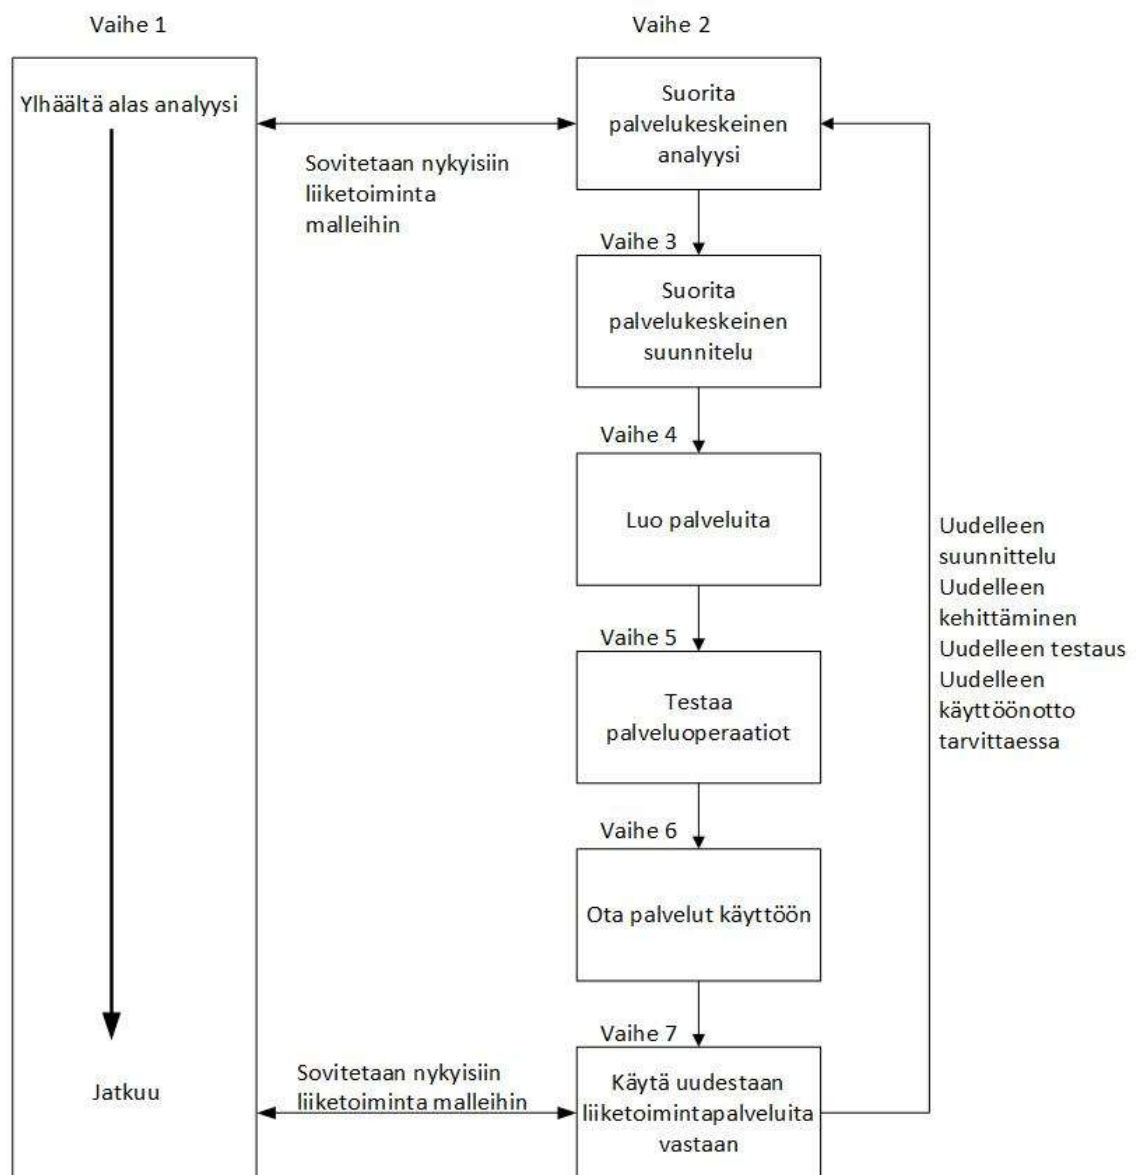 Vaihe 1
Vaihe 2
Ylhäältä alas analyysi
Suorita
palvelukeskeinen
analyysi
Sovitetaan nykyisiin
liiketoiminta
malleihin
Vaihe 3
Suorita
palvelukeskeinen
suunnitelu
Vaihe 4
Luo palveluita
Uudelleen
suunnittelu
Uudelleen
kehittäminen
Uudelleen testaus
Uudelleen
käyttöönotto
tarvittaessa
Vaihe 5
Testaa
palveluoperaatiot
Vaihe 6
Ota palvelut käyttöön
Vaihe 7
Jatkuu
Sovitetaan nykyisiin
liiketoiminta malleihin
Käytä uudestaan
liiketoimintapalveluita
vastaan